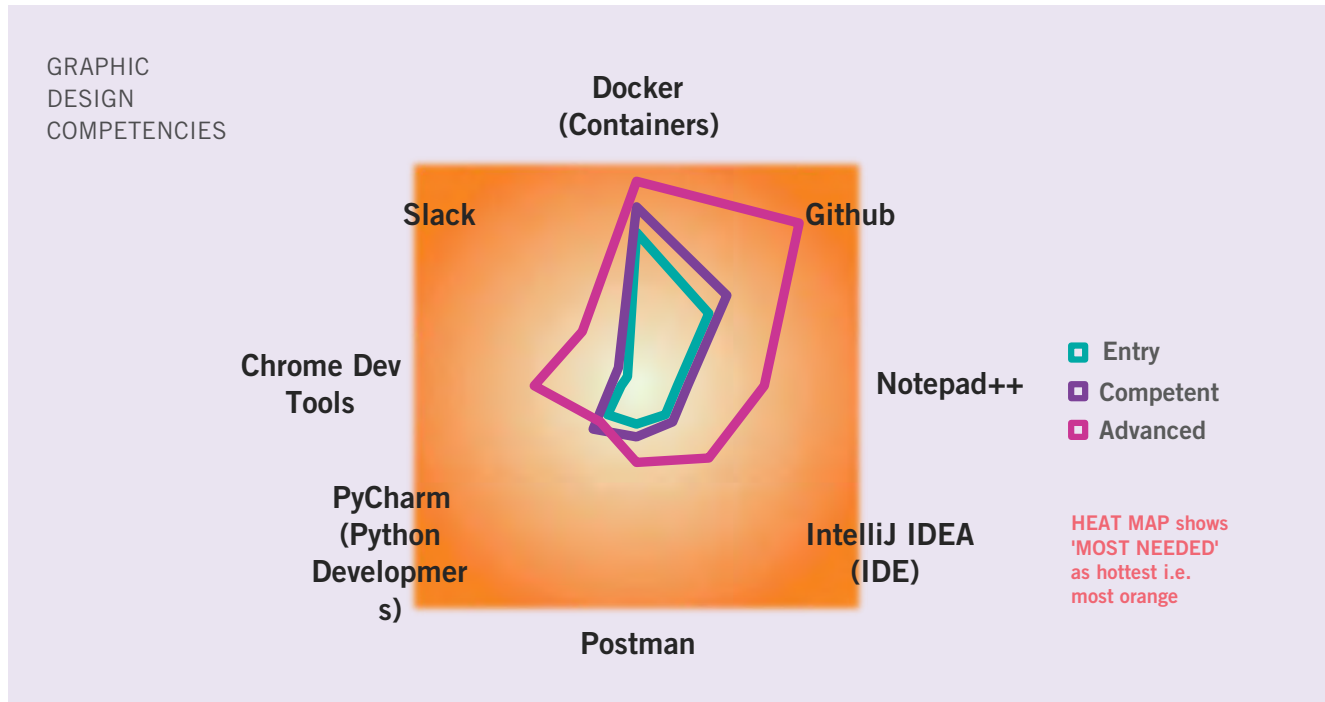 GRAPHIC
DESIGN
COMPETENCIES
Docker
(Containers)
Slack
Github
Chrome Dev
Tools
Notepad++
Entry
Competent
Advanced
PyCharm
(Python
Developmer
s)
IntelliJ IDEA
(IDE)
Postman
HEAT MAP shows
'MOST NEEDED'
as hottest i.e.
most orange